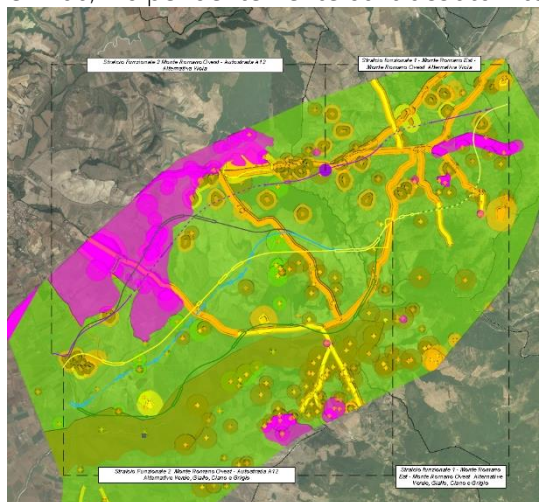 Stralcio funzionale 2 Monte Romano Ovest - Autostrada A12
Alternative Viola
Stralcio funzionale 1 - Monte Romano Est -
Monte Romano Ovest Alternative Viola
Stralcio Funzionale 2 Monte Romano Ovest - Autostrada A12
Alternative Verde, Giallo, Ciano e Grigio
Stralcio funzionale 1 - Monte Romano
Est - Monte Romano Ovest Alternative
Verde, Giallo, Ciano e Grigio